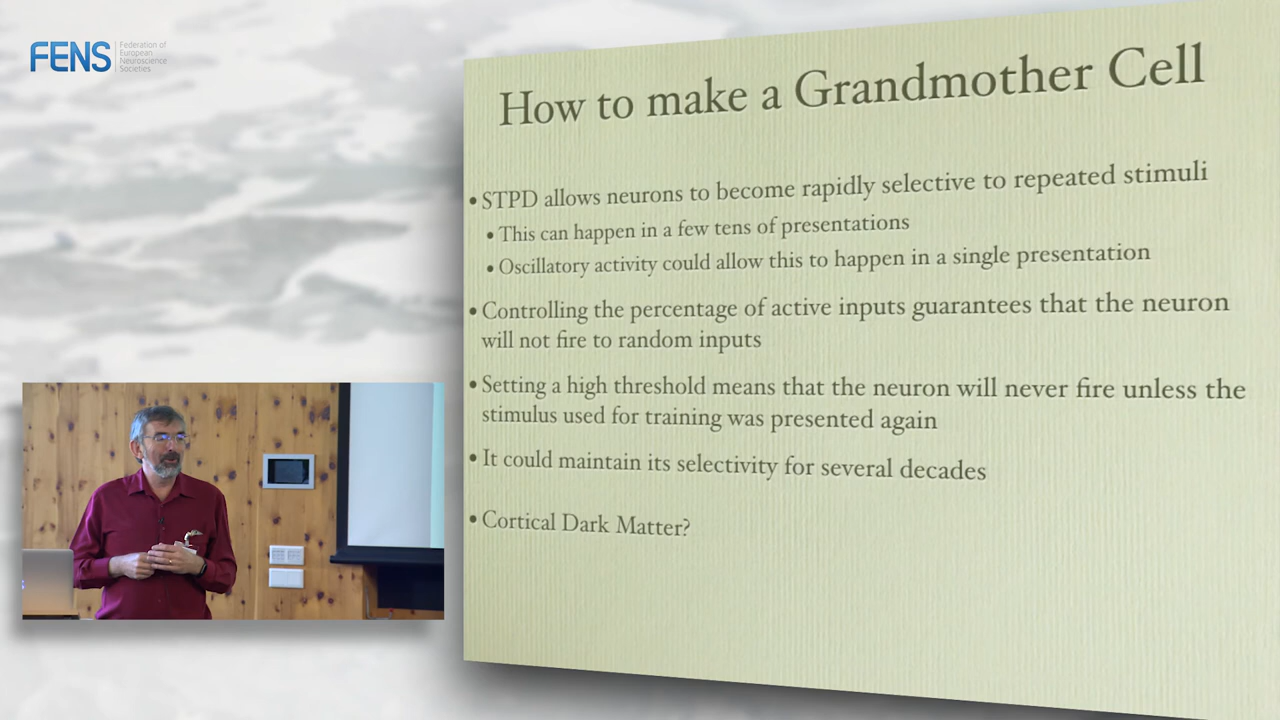 FENS
Federation of
European
Neuroscience
Societies
How to make a Grandmother Cell
• STPD allows neurons to become rapidly selective to repeated stimuli
• This can happen in a few tens of presentations
• Oscillatory activity could allow this to happen in a single presentation
• Controlling the percentage of active inputs guarantees that the neuron
will not fire to random inputs
• Setting a high threshold means that the neuron will never fire unless the
stimulus used for training was presented again
• It could maintain its selectivity for several decades
• Cortical Dark Matter?